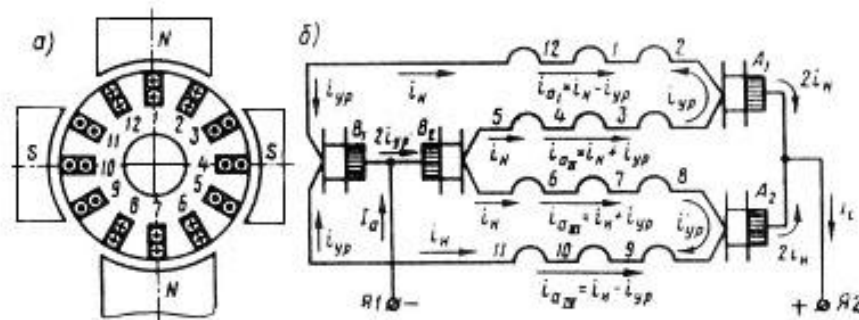 а)
N
S
S
N
1
2
3
4
5
6
7
8
9
10
11
12
б)
12 1 2
i_ур
i_н
i_aI = i_н - i_ур
i_ур
A₁
2i_н
5 4 3
B₁
2i_ур
B₂
i_н
i_aII = i_н + i_ур
6 7 8
A₂
i_н
i_aIII = i_н + i_ур
i_ур
i_ур
I_a
i_н
2i_н
11 10 9
i_aIV = i_н - i_ур
Я1 -
+ Я2